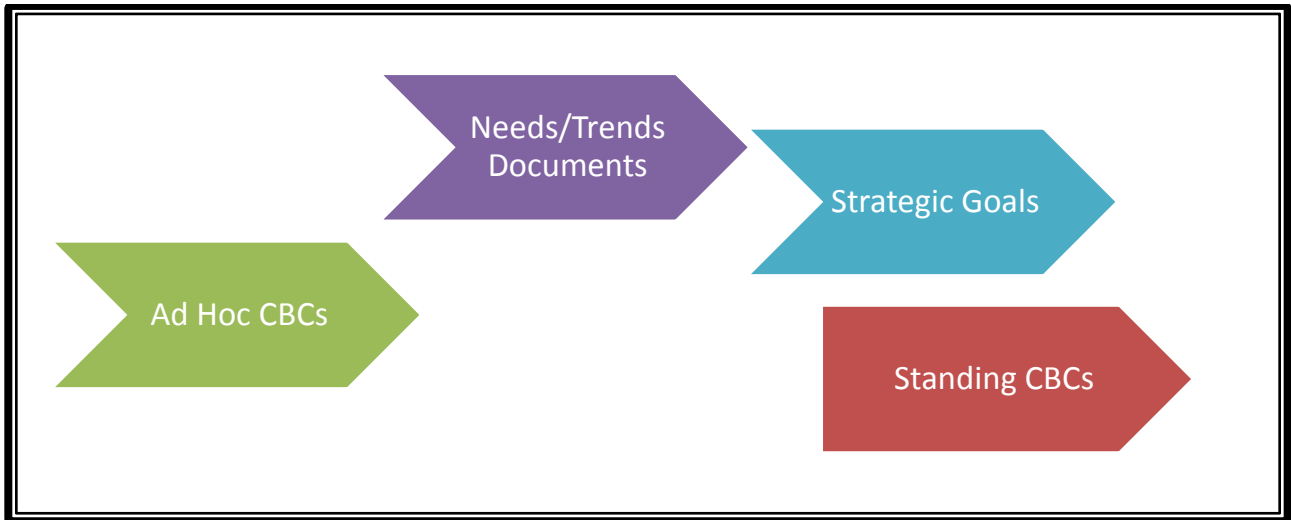 Needs/Trends
Documents
Strategic Goals
Ad Hoc CBCs
Standing CBCs